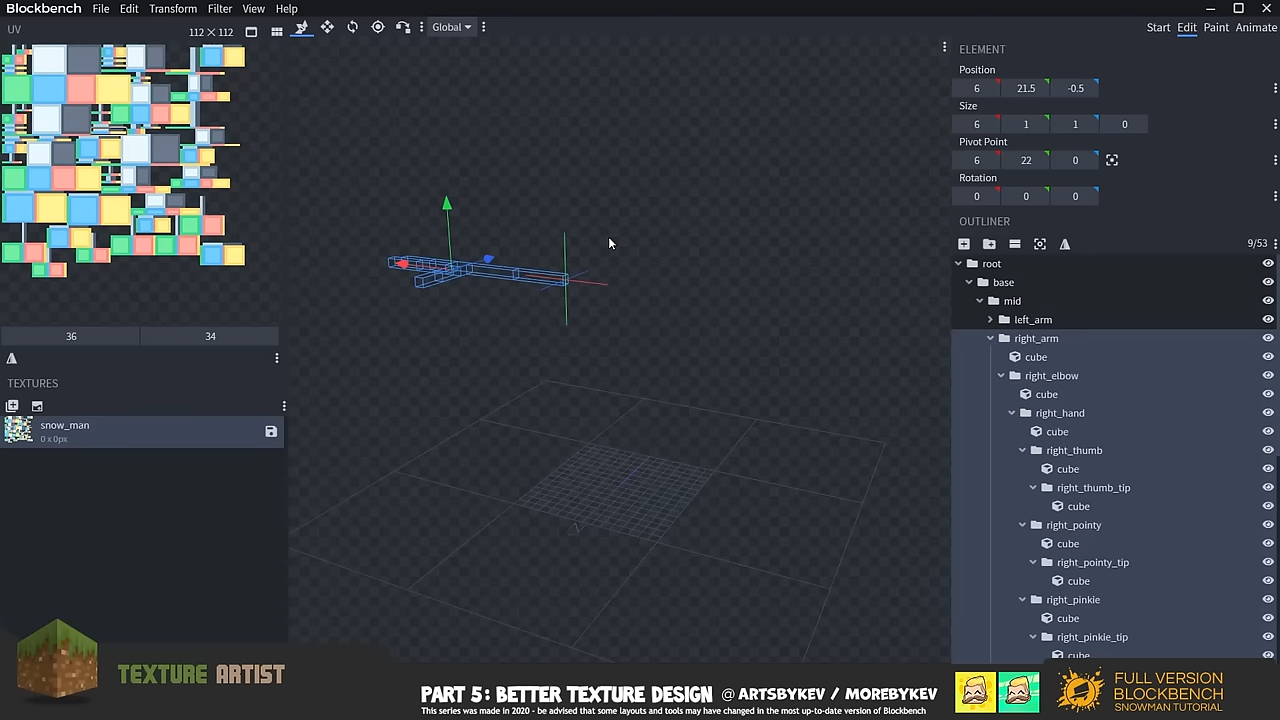 Blockbench File Edit Transform Filter View Help
UV 112 × 112 Global Start Edit Paint Animate
ELEMENT
Position
6 21.5 -0.5
Size
6 1 1 0
Pivot Point
6 22 0
Rotation
0 0 0
OUTLINER
9/53
root
base
mid
left_arm
right_arm
cube
right_elbow
cube
right_hand
cube
right_thumb
cube
right_thumb_tip
cube
right_pointy
cube
right_pointy_tip
cube
right_pinkie
cube
right_pinkie_tip
cube
36 34
TEXTURES
snow_man
0 x 0px
TEXTURE ARTIST
PART 5: BETTER TEXTURE DESIGN @ARTSBYKEV / MOREBYKEV
This series was made in 2020 - be advised that some layouts and tools may have changed in the most up-to-date version of Blockbench
FULL VERSION
BLOCKBENCH
SNOWMAN TUTORIAL